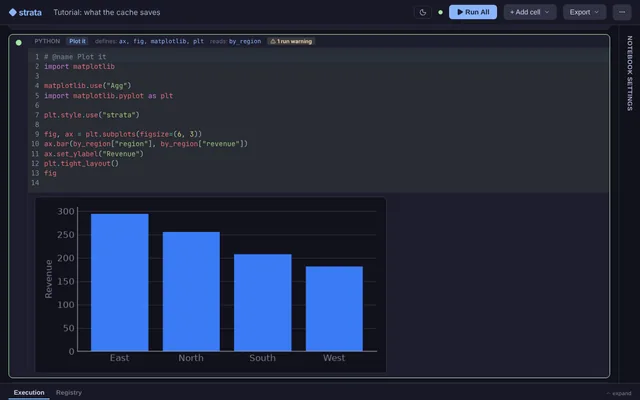 strata
Tutorial: what the cache saves
Run All
+ Add cell
Export
PYTHON Plot it defines: ax, fig, matplotlib, plt reads: by_region ⚠ 1 run warning
1 # @name Plot it
2 import matplotlib
3
4 matplotlib.use("Agg")
5 import matplotlib.pyplot as plt
6
7 plt.style.use("strata")
8
9 fig, ax = plt.subplots(figsize=(6, 3))
10 ax.bar(by_region["region"], by_region["revenue"])
11 ax.set_ylabel("Revenue")
12 plt.tight_layout()
13 fig
14
300
250
200
150
100
50
0
Revenue
East North South West
NOTEBOOK SETTINGS
Execution Registry
expand